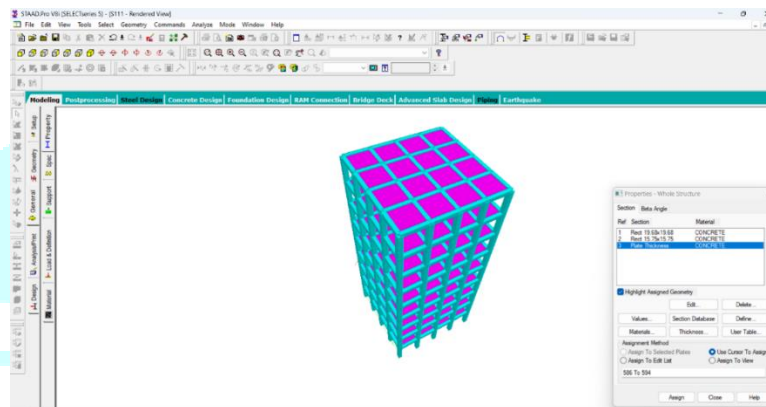 STAAD.Pro V8i (SELECTseries 5) - [S111 - Rendered View]
File Edit View Tools Select Geometry Commands Analyze Mode Window Help
Modeling Postprocessing Steel Design Concrete Design Foundation Design RAM Connection Bridge Deck Advanced Slab Design Piping Earthquake
Setup
Geometry
General
Analysis/Print
Design
Property
Spec
Support
Load & Definition
Material
Properties - Whole Structure
Section Beta Angle
Ref Section Material
1 Rect 19.68x19.68 CONCRETE
2 Rect 15.75x15.75 CONCRETE
3 Plate Thickness CONCRETE
Highlight Assigned Geometry
Edit... Delete...
Values... Section Database Define...
Materials... Thickness... User Table...
Assignment Method
Assign To Selected Plates Use Cursor To Assign
Assign To Edit List Assign To View
586 To 594
Assign Close Help